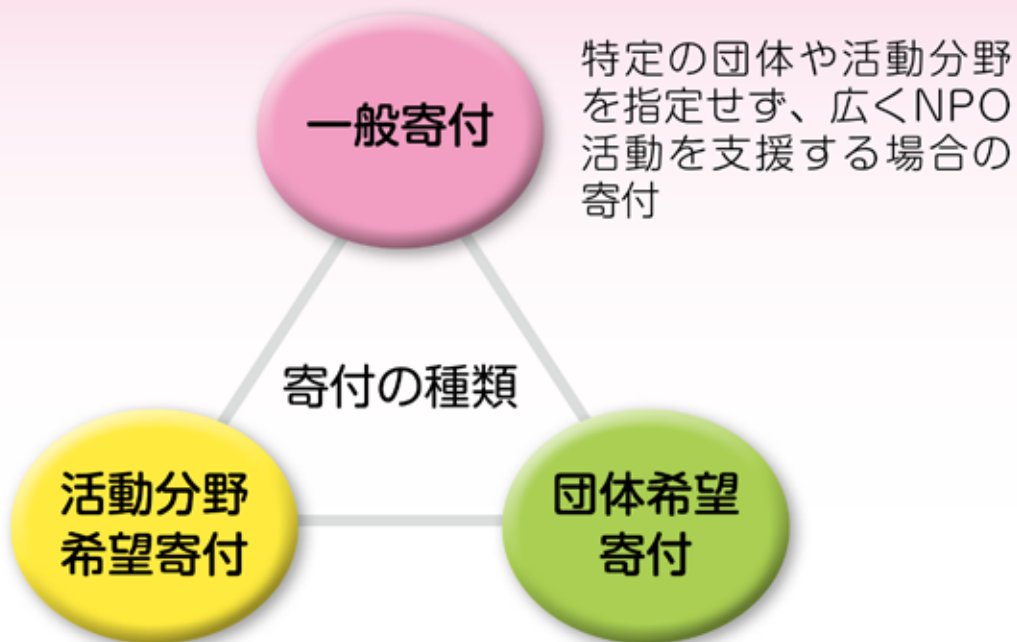 一般寄付
特定の団体や活動分野
を指定せず、広くNPO
活動を支援する場合の
寄付
寄付の種類
活動分野
希望寄付
団体希望
寄付